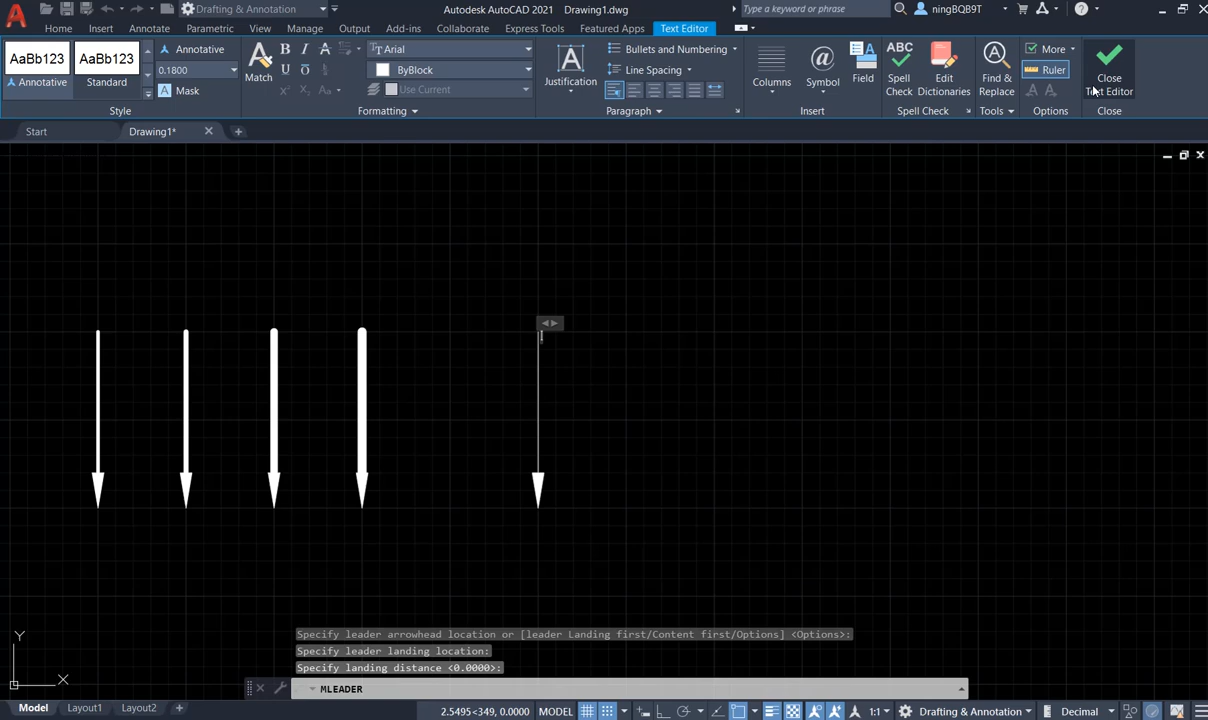 Drafting & Annotation
Autodesk AutoCAD 2021 Drawing1.dwg
Type a keyword or phrase
ningBQB9T
Home Insert Annotate Parametric View Manage Output Add-ins Collaborate Express Tools Featured Apps Text Editor
AaBb123 AaBb123
Annotative Standard
Annotative
0.1800
Mask
Style
Match
B I A
U O
Aa
Arial
ByBlock
Use Current
Formatting
Justification
Bullets and Numbering
Line Spacing
Paragraph
Columns Symbol Field
Insert
ABC
Spell Check
Edit Dictionaries
Spell Check
Find & Replace
Tools
More
Ruler
Options
Close Text Editor
Close
Start Drawing1*
Specify leader arrowhead location or [leader Landing first/Content first/Options] <Options>:
Specify leader landing location:
Specify landing distance <0.0000>:
MLEADER
Y
X
Model Layout1 Layout2
2.5495<349, 0.0000 MODEL 1:1 Drafting & Annotation Decimal